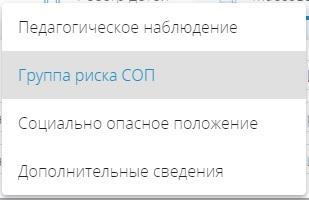 Педагогическое наблюдение
Группа риска СОП
Социально опасное положение
Дополнительные сведения